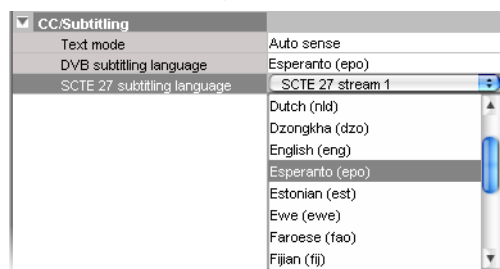 CC/Subtitling
Text mode Auto sense
DVB subtitling language Esperanto (epo)
SCTE 27 subtitling language SCTE 27 stream 1
Dutch (nld)
Dzongkha (dzo)
English (eng)
Esperanto (epo)
Estonian (est)
Ewe (ewe)
Faroese (fao)
Fijian (fij)